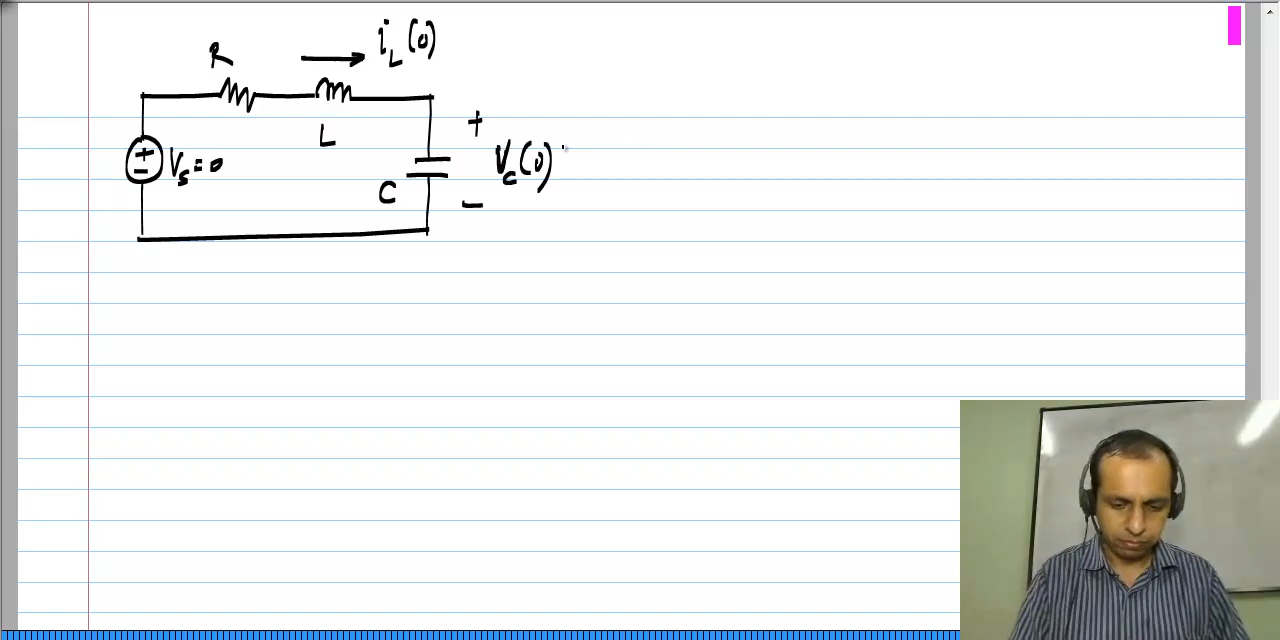 R
i_L(0)
L
V_s = 0
C
+
V_c(0)
−